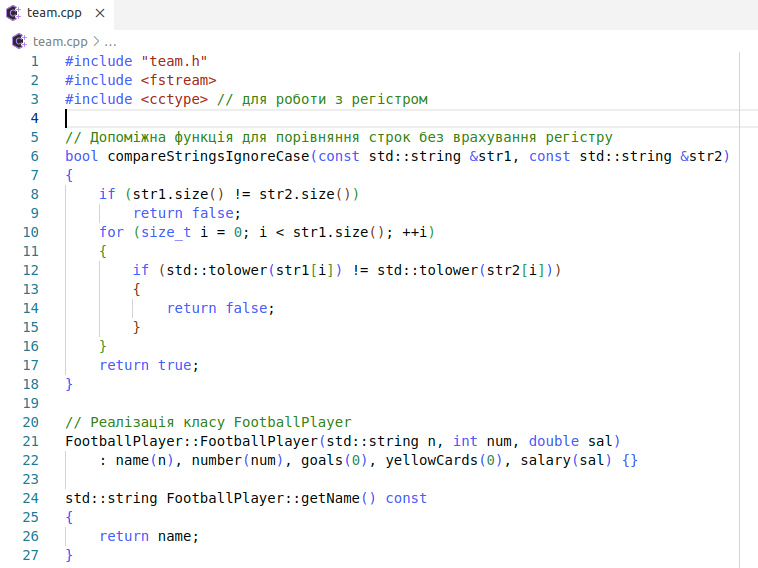 team.cpp ×
team.cpp > ...
1 #include "team.h"
2 #include <fstream>
3 #include <cctype> // для роботи з регістром
4
5 // Допоміжна функція для порівняння строк без врахування регістру
6 bool compareStringsIgnoreCase(const std::string &str1, const std::string &str2)
7 {
8     if (str1.size() != str2.size())
9         return false;
10     for (size_t i = 0; i < str1.size(); ++i)
11     {
12         if (std::tolower(str1[i]) != std::tolower(str2[i]))
13         {
14             return false;
15         }
16     }
17     return true;
18 }
19
20 // Реалізація класу FootballPlayer
21 FootballPlayer::FootballPlayer(std::string n, int num, double sal)
22     : name(n), number(num), goals(0), yellowCards(0), salary(sal) {}
23
24 std::string FootballPlayer::getName() const
25 {
26     return name;
27 }